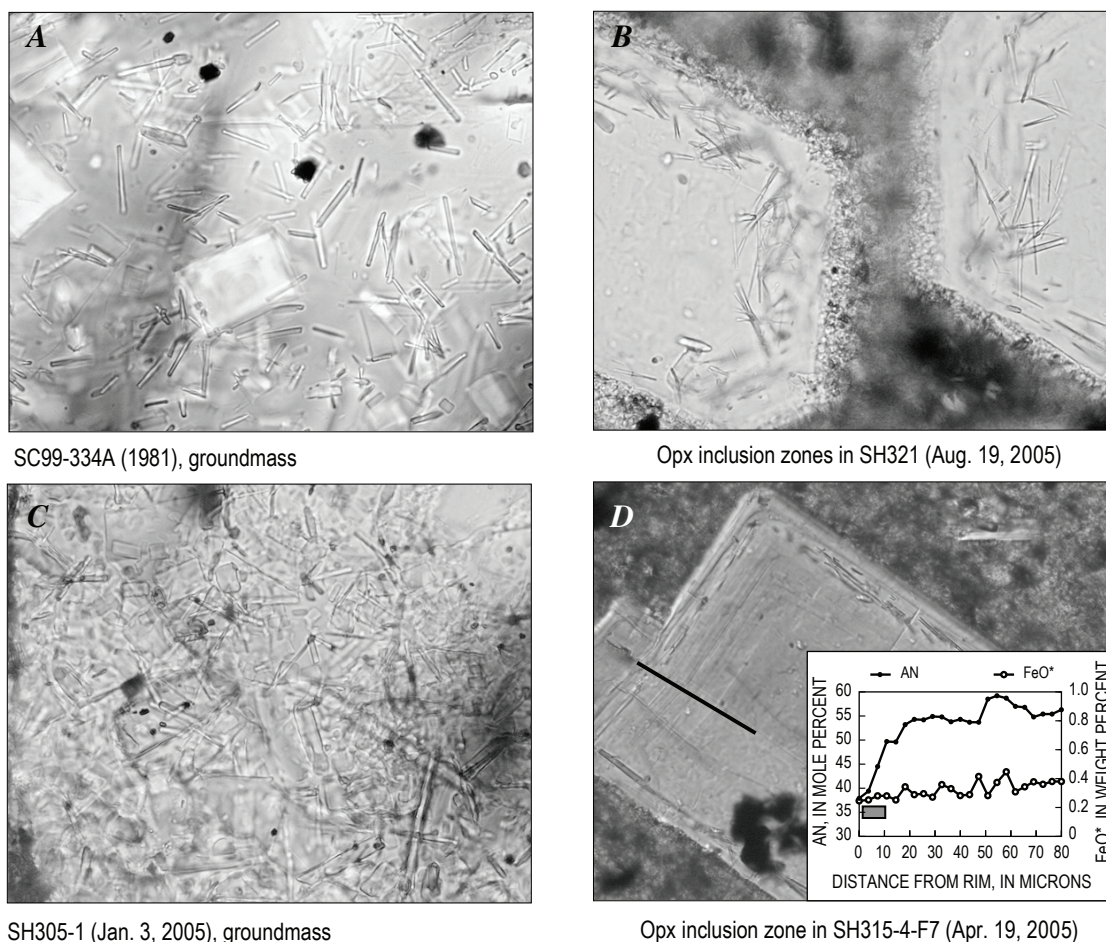 A
B
SC99-334A (1981), groundmass
Opx inclusion zones in SH321 (Aug. 19, 2005)
C
D
AN
FeO*
AN, IN MOLE PERCENT
60
55
50
45
40
35
30
1.0
0.8
0.6
0.4
0.2
0
FeO* IN WEIGHT PERCENT
0 10 20 30 40 50 60 70 80
DISTANCE FROM RIM, IN MICRONS
SH305-1 (Jan. 3, 2005), groundmass
Opx inclusion zone in SH315-4-F7 (Apr. 19, 2005)